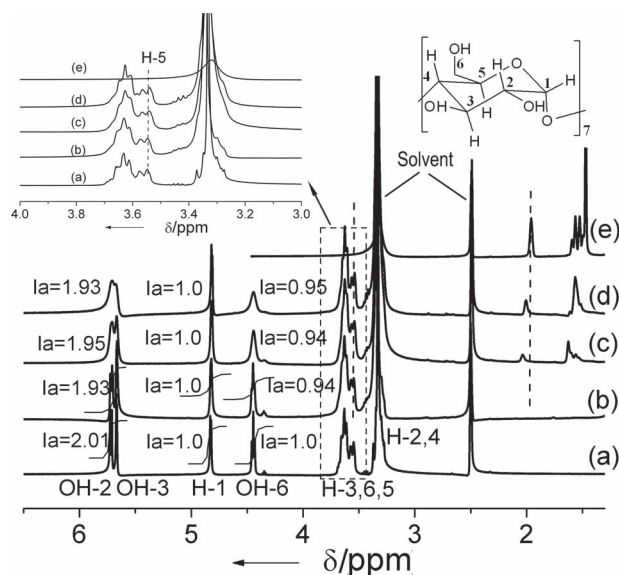 H-5
(e)
(d)
(c)
(b)
(a)
4.0 3.8 3.6 3.4 3.2 3.0
δ/ppm
OH
6
H
4
5
O
H
2
1
H
OH
3
H
OH
O
H
7
Solvent
(e)
Ia=1.93 Ia=1.0 Ia=0.95 (d)
Ia=1.95 Ia=1.0 Ia=0.94 (c)
Ia=1.93 Ia=1.0 Ta=0.94 (b)
Ia=2.01 Ia=1.0 Ia=1.0 H-2,4 (a)
OH-2 OH-3 H-1 OH-6 H-3,6,5
6 5 4 3 2
δ/ppm